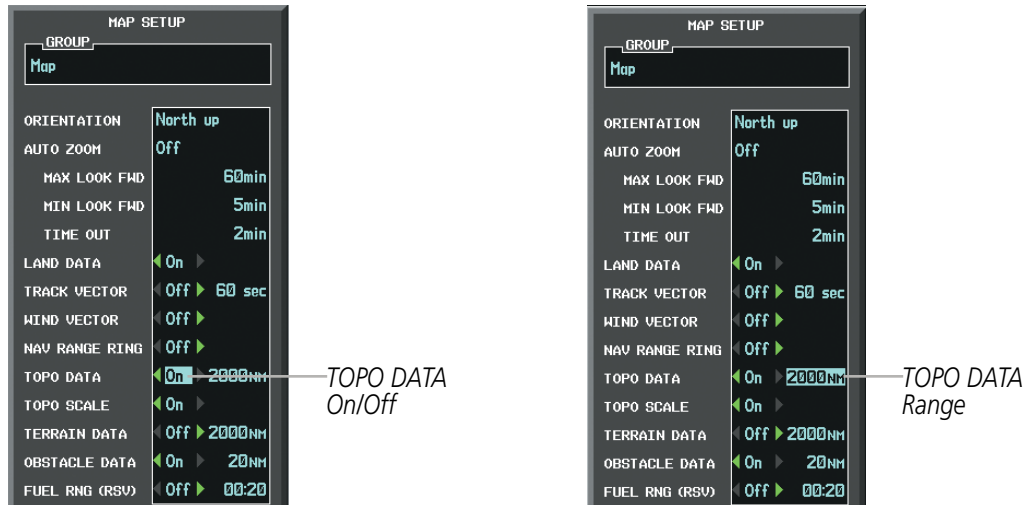 MAP SETUP
GROUP
Map
ORIENTATION North up
AUTO ZOOM Off
MAX LOOK FWD 60min
MIN LOOK FWD 5min
TIME OUT 2min
LAND DATA On
TRACK VECTOR Off 60 sec
WIND VECTOR Off
NAV RANGE RING Off
TOPO DATA On 2000NM
TOPO SCALE On
TERRAIN DATA Off 2000NM
OBSTACLE DATA On 20NM
FUEL RNG (RSV) Off 00:20
TOPO DATA
On/Off
MAP SETUP
GROUP
Map
ORIENTATION North up
AUTO ZOOM Off
MAX LOOK FWD 60min
MIN LOOK FWD 5min
TIME OUT 2min
LAND DATA On
TRACK VECTOR Off 60 sec
WIND VECTOR Off
NAV RANGE RING Off
TOPO DATA On 2000NM
TOPO SCALE On
TERRAIN DATA Off 2000NM
OBSTACLE DATA On 20NM
FUEL RNG (RSV) Off 00:20
TOPO DATA
Range